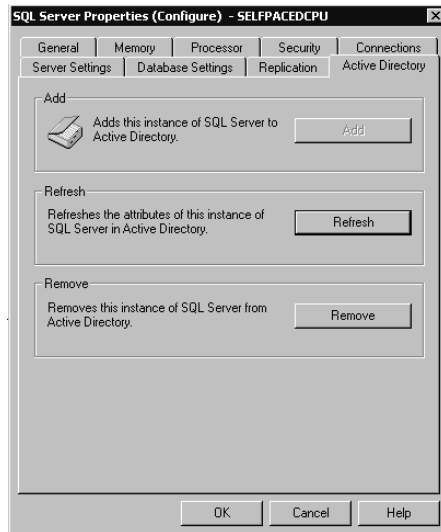 SQL Server Properties (Configure) - SELFPACEDCPU
General
Memory
Processor
Security
Connections
Server Settings
Database Settings
Replication
Active Directory
Add
Adds this instance of SQL Server to
Active Directory.
Add
Refresh
Refreshes the attributes of this instance of
SQL Server in Active Directory.
Refresh
Remove
Removes this instance of SQL Server from
Active Directory.
Remove
OK
Cancel
Help